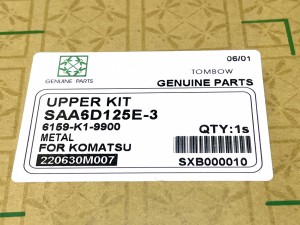 06/01
TOMBOW
GENUINE PARTS
GENUINE PARTS
UPPER KIT
SAA6D125E-3
6159-K1-9900
METAL
QTY:1s
FOR KOMATSU
220630M007
SXB000010